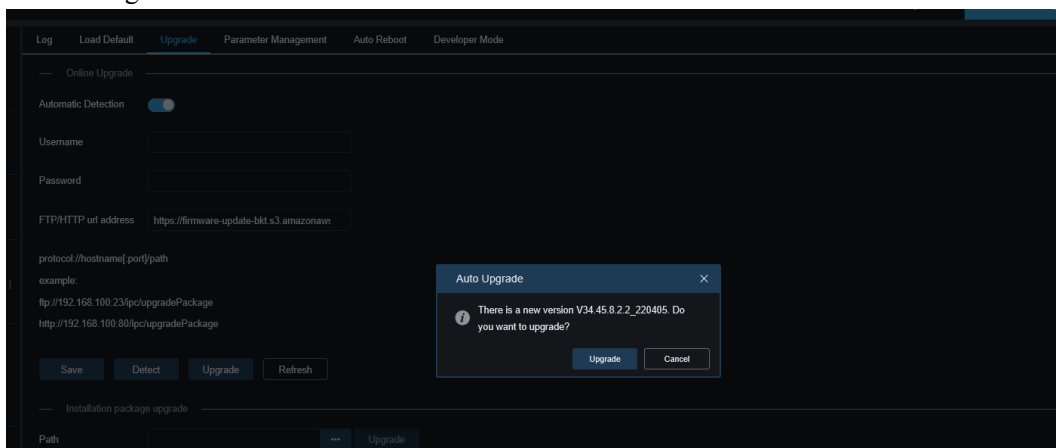 Log Load Default Upgrade Parameter Management Auto Reboot Developer Mode
Online Upgrade
Automatic Detection
Username
Password
FTP/HTTP url address https://firmware-update-bkt.s3.amazonaws
protocol://hostname[:port]/path
example:
ftp://192.168.100:23/ipc/upgradePackage
http://192.168.100:80/ipc/upgradePackage
Save Detect Upgrade Refresh
Installation package upgrade
Path ... Upgrade
Auto Upgrade
There is a new version V34.45.8.2.2_220405. Do
you want to upgrade?
Upgrade Cancel